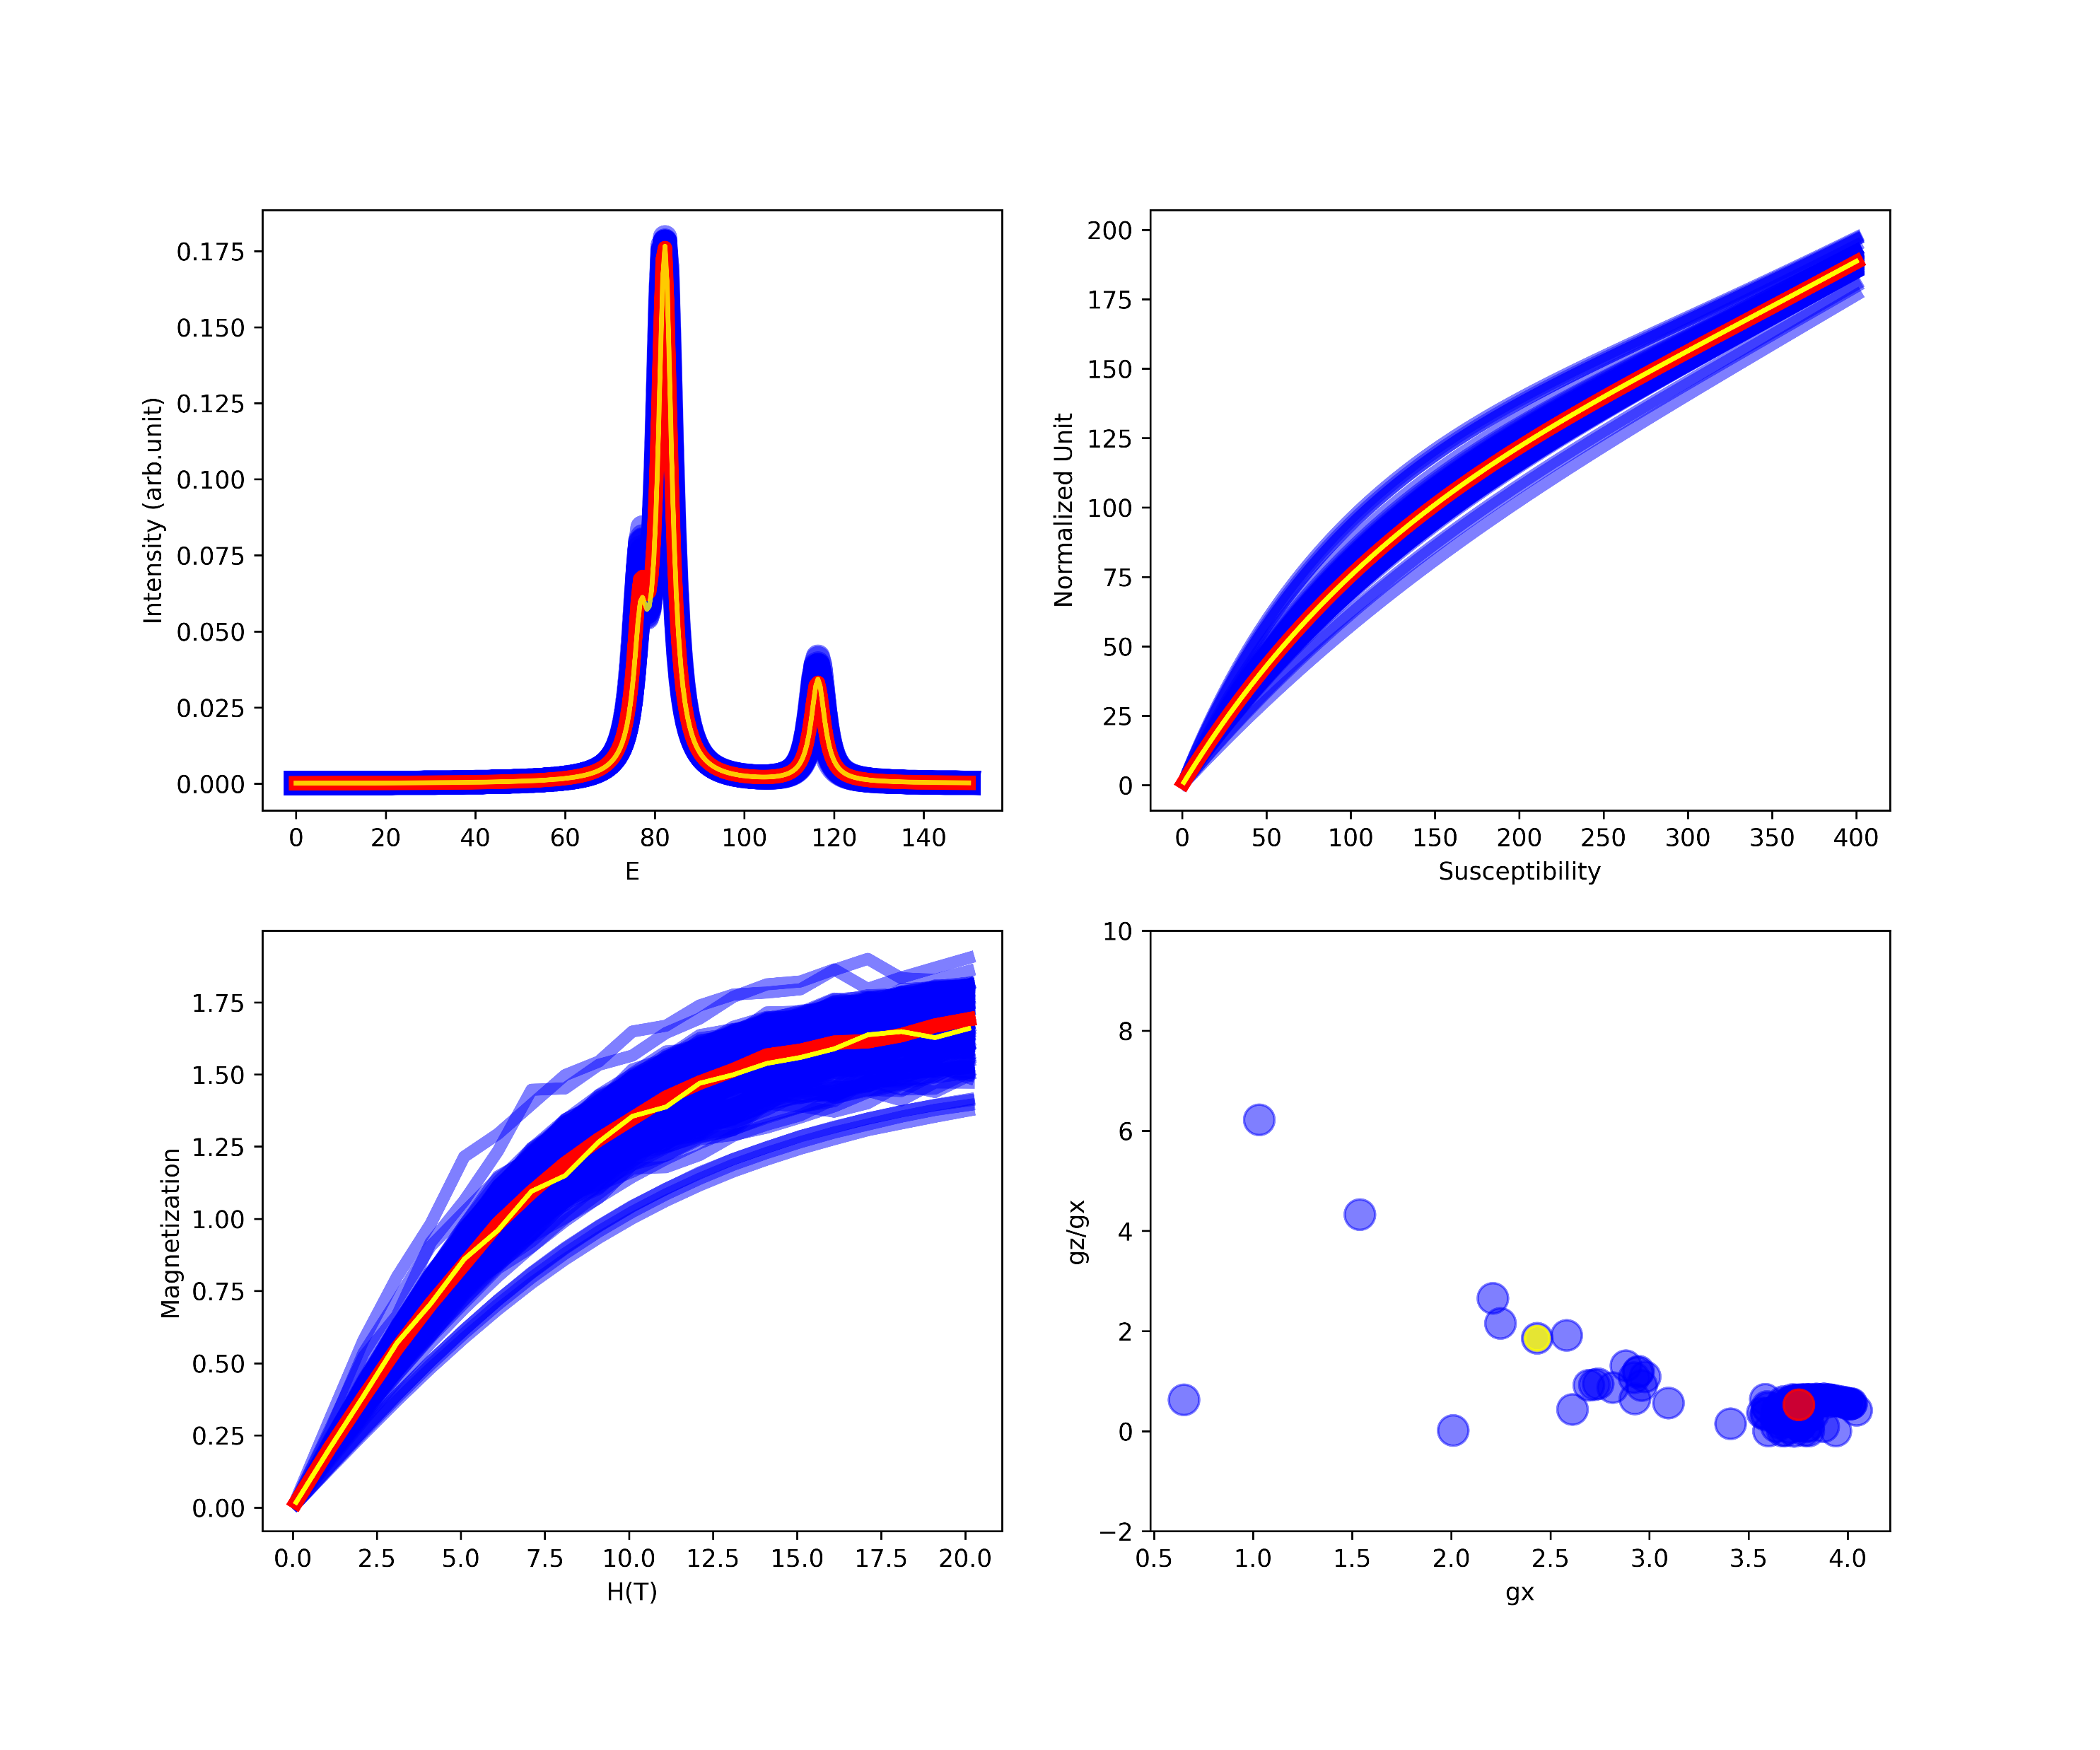 0.175
0.150
0.125
0.100
0.075
0.050
0.025
0.000
Intensity (arb.unit)
0 20 40 60 80 100 120 140
E
200
175
150
125
100
75
50
25
0
Normalized Unit
0 50 100 150 200 250 300 350 400
Susceptibility
1.75
1.50
1.25
1.00
0.75
0.50
0.25
0.00
Magnetization
0.0 2.5 5.0 7.5 10.0 12.5 15.0 17.5 20.0
H(T)
10
8
6
4
2
0
−2
gz/gx
0.5 1.0 1.5 2.0 2.5 3.0 3.5 4.0
gx